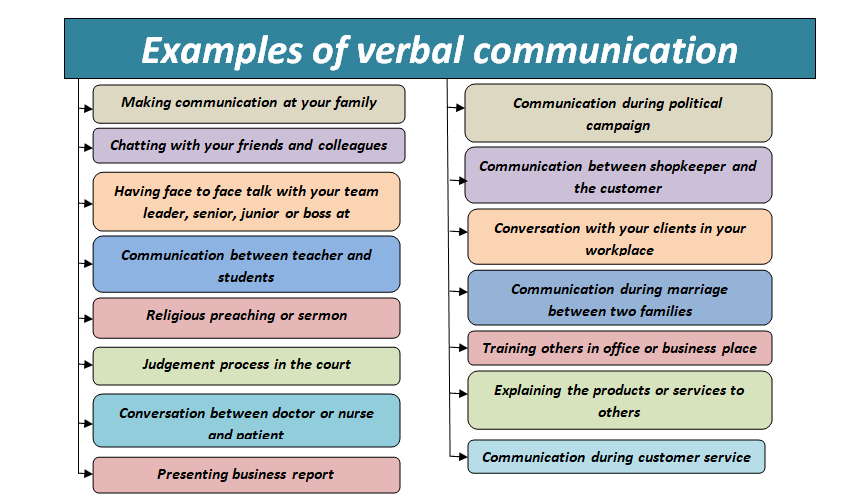 Examples of verbal communication
Making communication at your family
Chatting with your friends and colleagues
Having face to face talk with your team
leader, senior, junior or boss at
Communication between teacher and
students
Religious preaching or sermon
Judgement process in the court
Conversation between doctor or nurse
and patient
Presenting business report
Communication during political
campaign
Communication between shopkeeper and
the customer
Conversation with your clients in your
workplace
Communication during marriage
between two families
Training others in office or business place
Explaining the products or services to
others
Communication during customer service